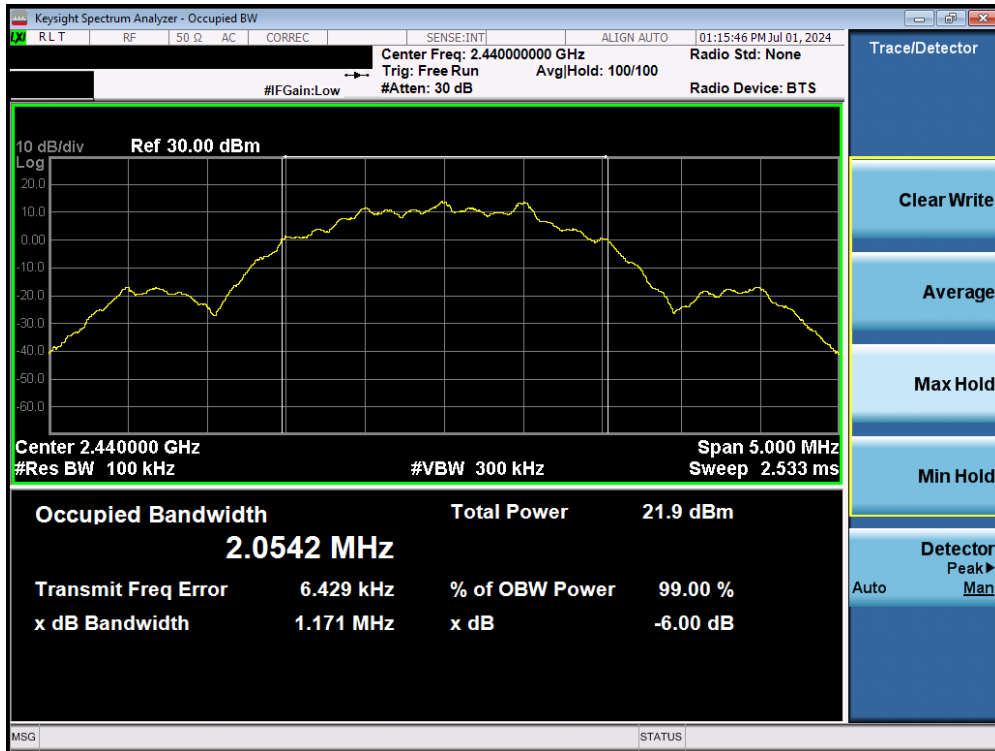 Keysight Spectrum Analyzer - Occupied BW
LXI RLT RF 50 Ω AC CORREC SENSE:INT ALIGN AUTO 01:15:46 PM Jul 01, 2024
Center Freq: 2.440000000 GHz Radio Std: None
Trig: Free Run Avg|Hold: 100/100
#IFGain:Low #Atten: 30 dB Radio Device: BTS
10 dB/div Ref 30.00 dBm
Log
20.0
10.0
0.00
-10.0
-20.0
-30.0
-40.0
-50.0
-60.0
Center 2.440000 GHz Span 5.000 MHz
#Res BW 100 kHz #VBW 300 kHz Sweep 2.533 ms
Occupied Bandwidth Total Power 21.9 dBm
2.0542 MHz
Transmit Freq Error 6.429 kHz % of OBW Power 99.00 %
x dB Bandwidth 1.171 MHz x dB -6.00 dB
MSG STATUS
Trace/Detector
Clear Write
Average
Max Hold
Min Hold
Detector
Peak▶
Auto Man